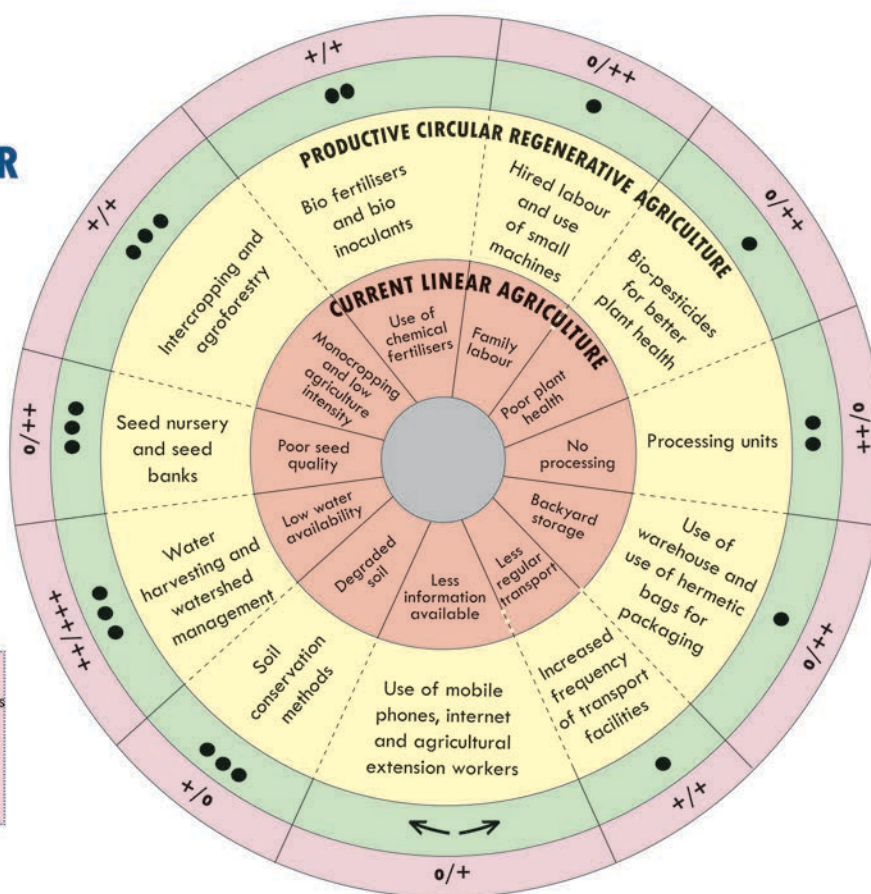 R
+/+
o/++
o/++
o/++
o/++
+/+
o/+
+/o
++/+++
o/++
+/+
PRODUCTIVE CIRCULAR REGENERATIVE AGRICULTURE
Bio fertilisers
and bio
inoculants
Hired labour
and use
of small
machines
Bio-pesticides
for better
plant health
Processing units
Use of
warehouse and
use of hermetic
bags for
packaging
Increased
frequency
of transport
facilities
Use of mobile
phones, internet
and agricultural
extension workers
Soil
conservation
methods
Water
harvesting and
watershed
management
Seed nursery
and seed
banks
Intercropping and
agroforestry
CURRENT LINEAR AGRICULTURE
Use of
chemical
fertilisers
Family
labour
Poor plant
health
No
processing
Backyard
storage
Less
regular
transport
Less
information
available
Degraded
soil
Low water
availability
Poor seed
quality
Monocropping
and low
agriculture
intensity
s